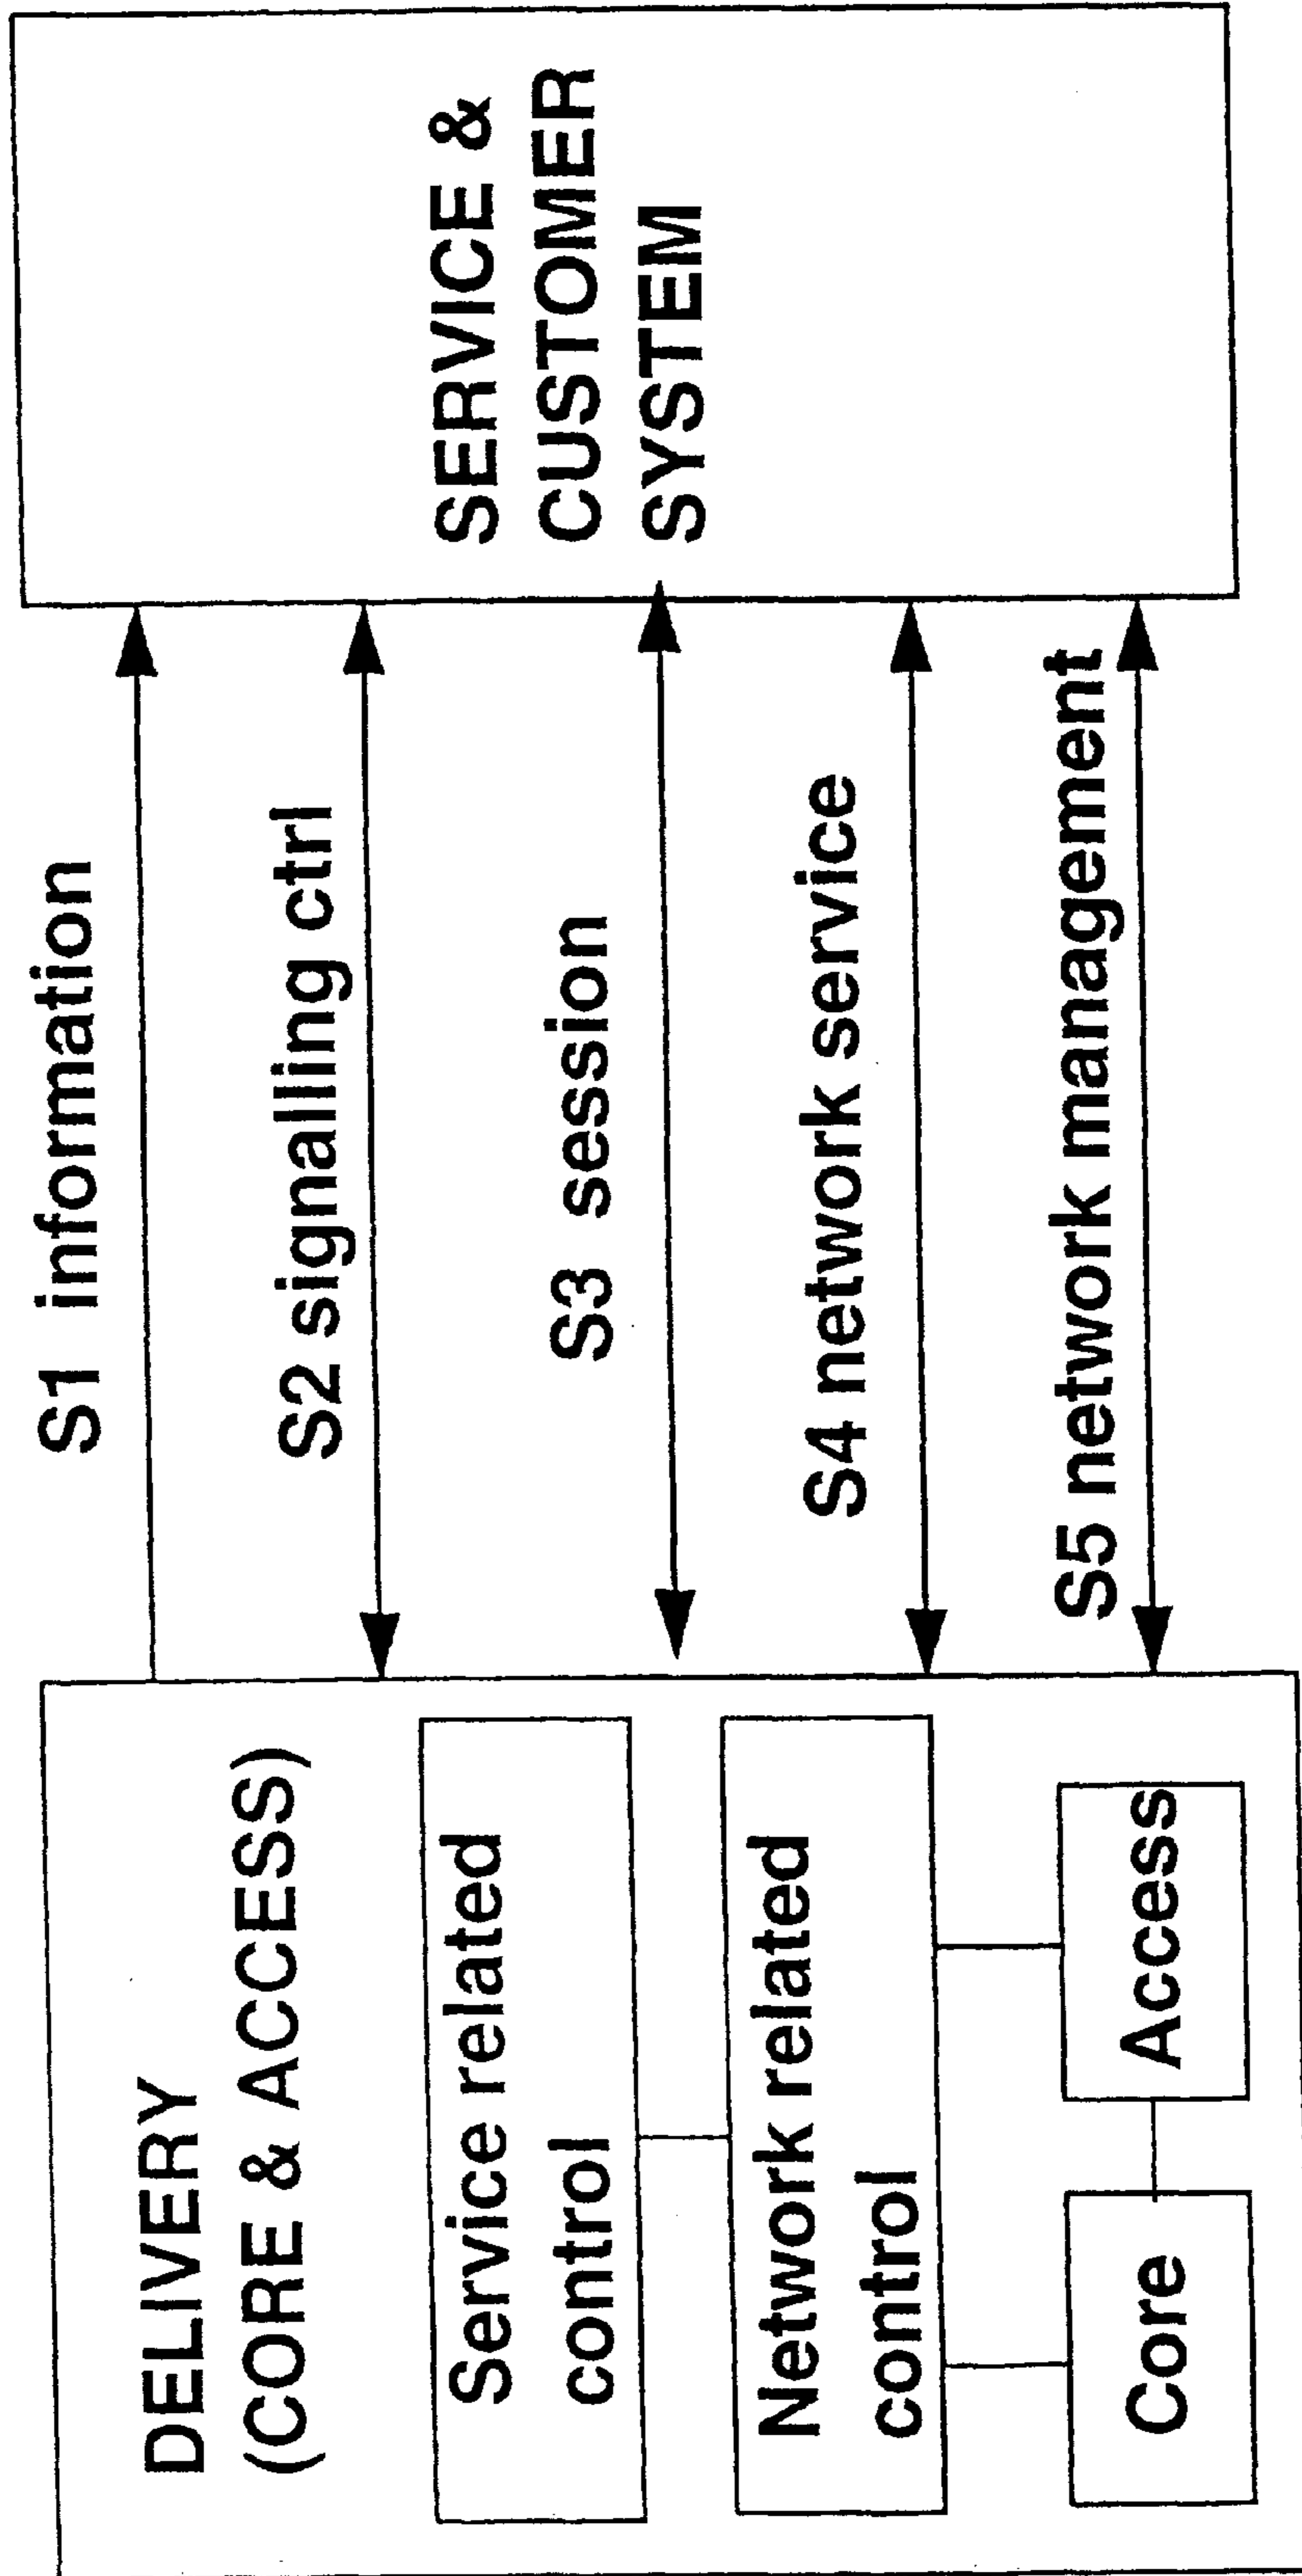 DELIVERY
(CORE & ACCESS)
Service related
control
Network related
control
Core
Access
S1 information
S2 signalling ctrl
S3 session
S4 network service
S5 network management
SERVICE &
CUSTOMER
SYSTEM